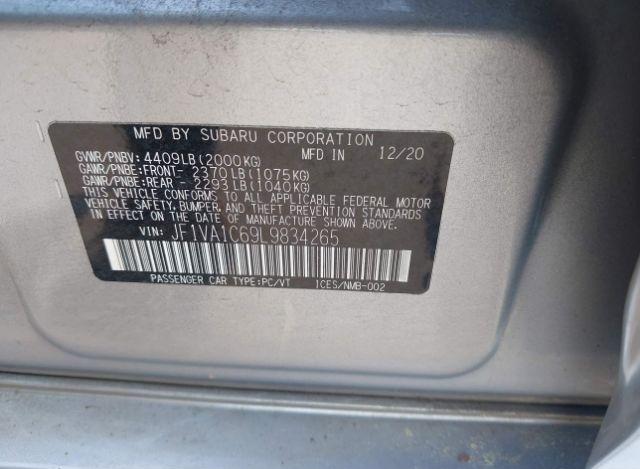 MFD BY SUBARU CORPORATION
GVWR/PNBV: 4409LB(2000KG) MFD IN 12/20
GAWR/PNBE:FRONT- 2370LB(1075KG)
GAWR/PNBE:REAR - 2293LB(1040KG)
THIS VEHICLE CONFORMS TO ALL APPLICABLE FEDERAL MOTOR
VEHICLE SAFETY, BUMPER, AND THEFT PREVENTION STANDARDS
IN EFFECT ON THE DATE OF MANUFACTURE SHOWN ABOVE.
VIN: JF1VA1C69L9834265
PASSENGER CAR TYPE:PC/VT ICES/NMB-002